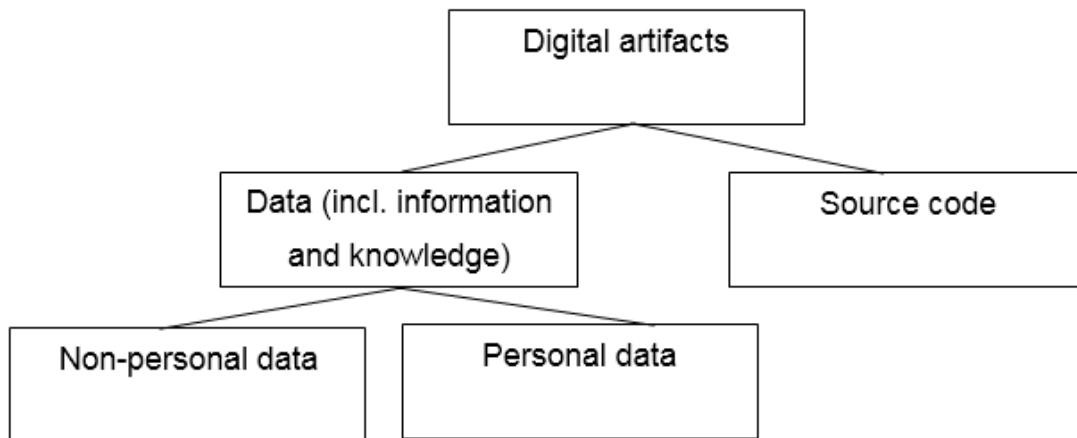 Digital artifacts
Data (incl. information
and knowledge)
Source code
Non-personal data
Personal data